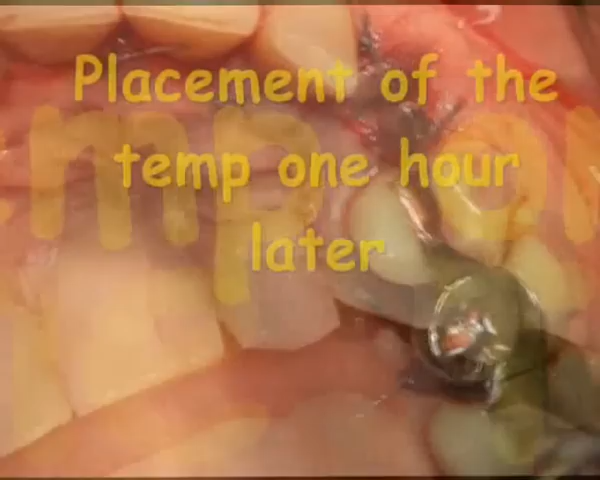 Placement of the
temp one hour
later